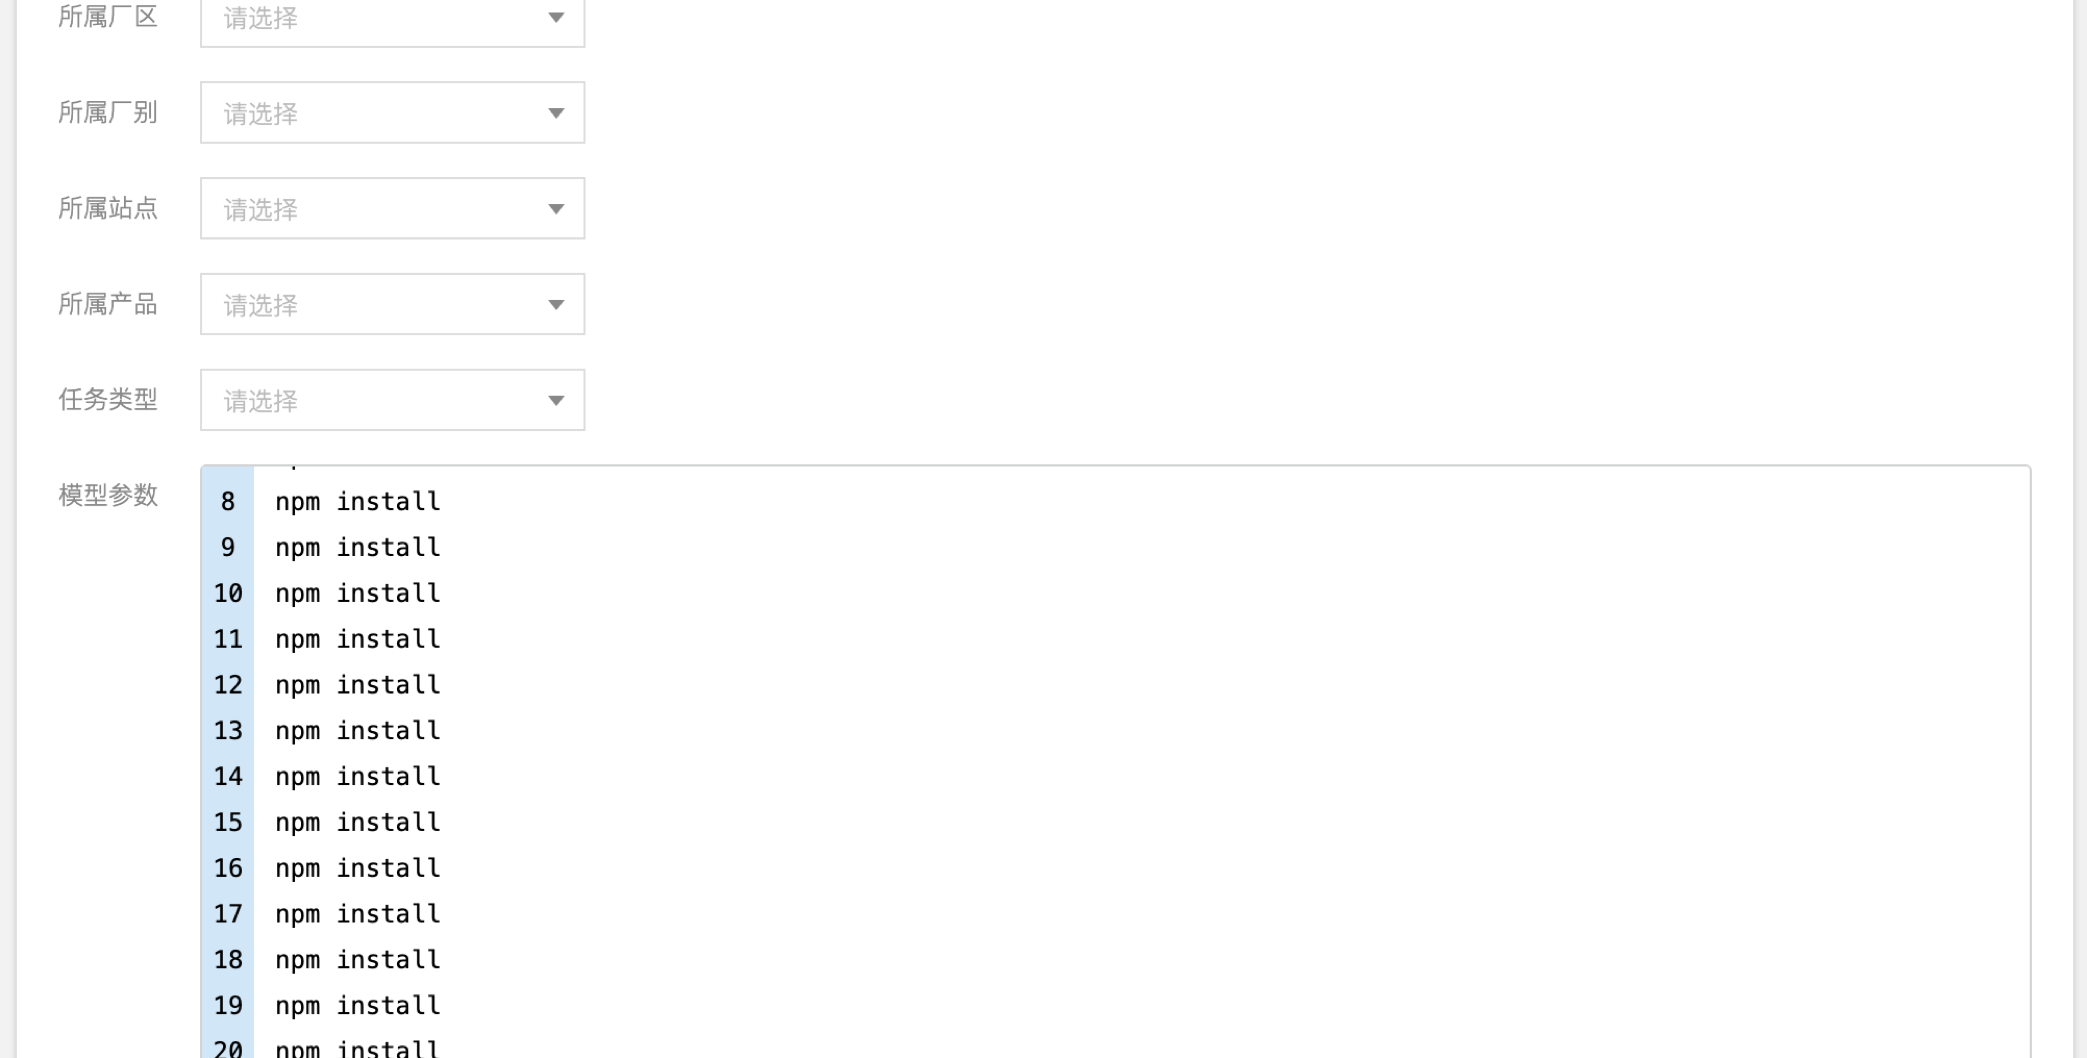 所属厂区 请选择
所属厂别 请选择
所属站点 请选择
所属产品 请选择
任务类型 请选择
模型参数
8 npm install
9 npm install
10 npm install
11 npm install
12 npm install
13 npm install
14 npm install
15 npm install
16 npm install
17 npm install
18 npm install
19 npm install
20 npm install